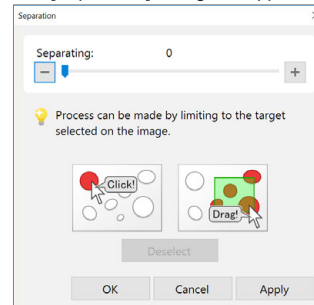 Separation
Separating: 0
Process can be made by limiting to the target
selected on the image.
Click!
Drag!
Deselect
OK Cancel Apply